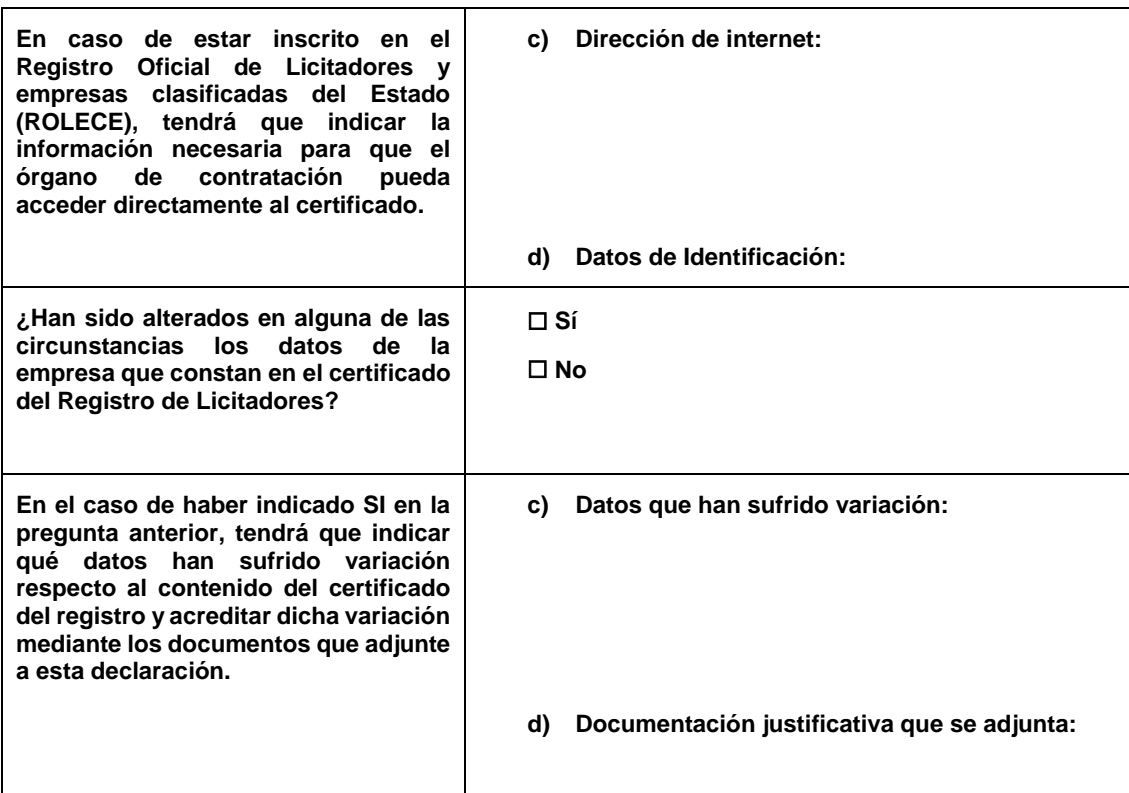 En caso de estar inscrito en el
Registro Oficial de Licitadores y
empresas clasificadas del Estado
(ROLECE), tendrá que indicar la
información necesaria para que el
órgano de contratación pueda
acceder directamente al certificado.
c) Dirección de internet:
d) Datos de Identificación:
¿Han sido alterados en alguna de las
circunstancias los datos de la
empresa que constan en el certificado
del Registro de Licitadores?
☐ Sí
☐ No
En el caso de haber indicado SI en la
pregunta anterior, tendrá que indicar
qué datos han sufrido variación
respecto al contenido del certificado
del registro y acreditar dicha variación
mediante los documentos que adjunte
a esta declaración.
c) Datos que han sufrido variación:
d) Documentación justificativa que se adjunta: